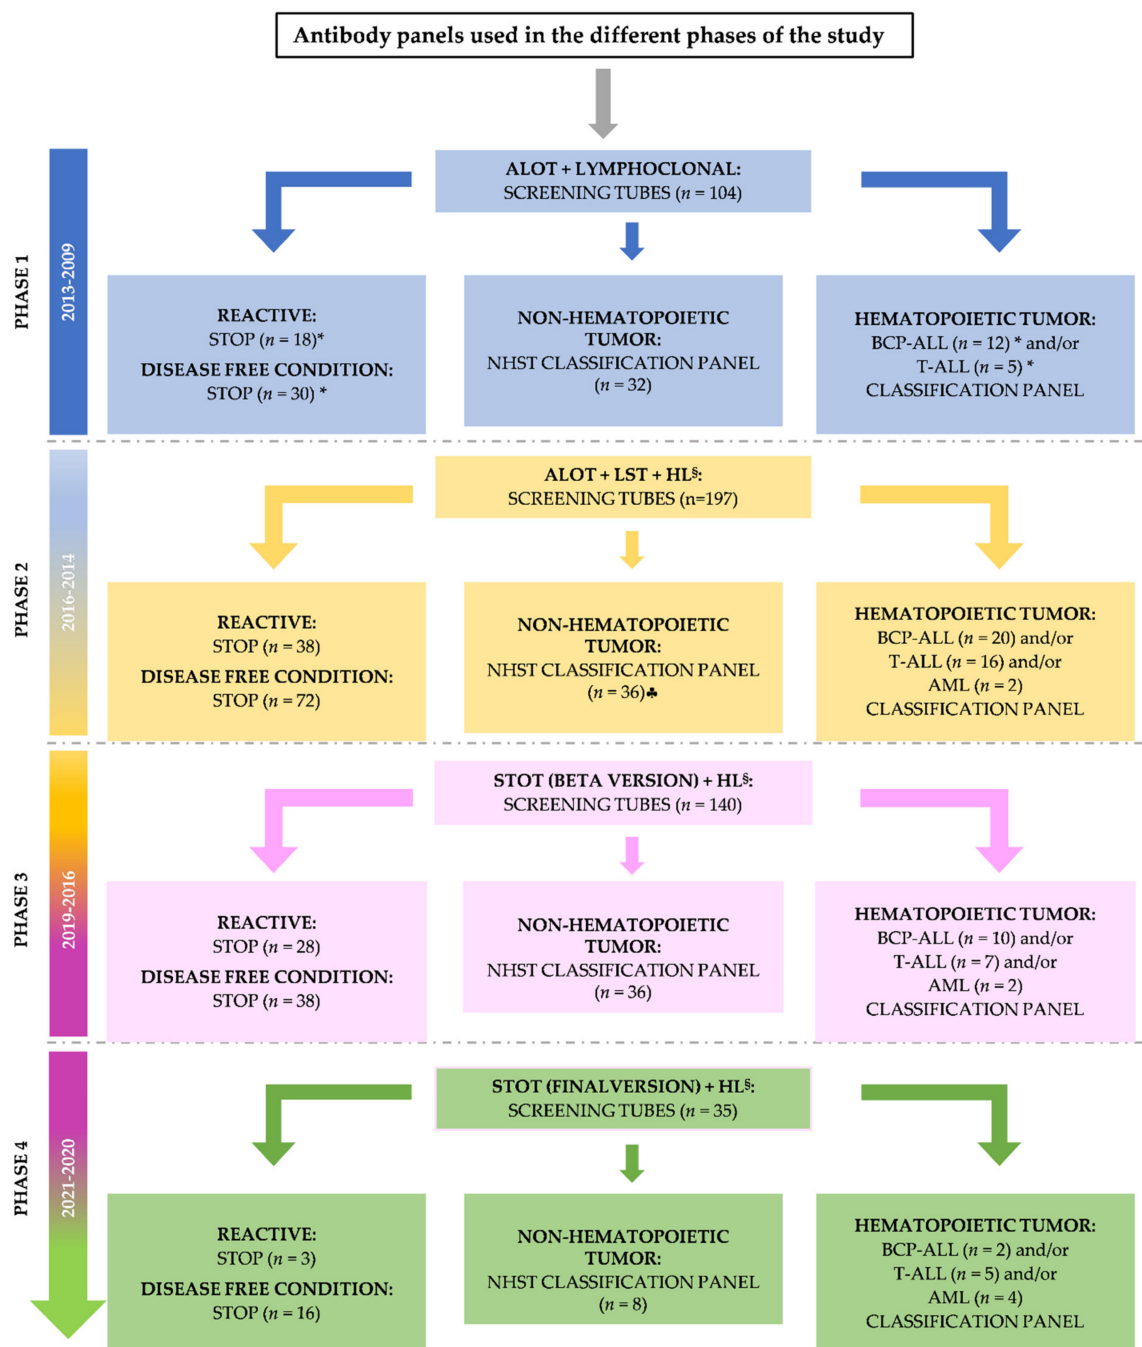 Antibody panels used in the different phases of the study
PHASE 1
2013-2009
ALOT + LYMPHOCLONAL:
SCREENING TUBES (n = 104)
REACTIVE:
STOP (n = 18)*
DISEASE FREE CONDITION:
STOP (n = 30) *
NON-HEMATOPOIETIC
TUMOR:
NHST CLASSIFICATION PANEL
(n = 32)
HEMATOPOIETIC TUMOR:
BCP-ALL (n = 12) * and/or
T-ALL (n = 5) *
CLASSIFICATION PANEL
PHASE 2
2016-2014
ALOT + LST + HL§:
SCREENING TUBES (n=197)
REACTIVE:
STOP (n = 38)
DISEASE FREE CONDITION:
STOP (n = 72)
NON-HEMATOPOIETIC
TUMOR:
NHST CLASSIFICATION PANEL
(n = 36)♣
HEMATOPOIETIC TUMOR:
BCP-ALL (n = 20) and/or
T-ALL (n = 16) and/or
AML (n = 2)
CLASSIFICATION PANEL
PHASE 3
2019-2016
STOT (BETA VERSION) + HL§:
SCREENING TUBES (n = 140)
REACTIVE:
STOP (n = 28)
DISEASE FREE CONDITION:
STOP (n = 38)
NON-HEMATOPOIETIC
TUMOR:
NHST CLASSIFICATION PANEL
(n = 36)
HEMATOPOIETIC TUMOR:
BCP-ALL (n = 10) and/or
T-ALL (n = 7) and/or
AML (n = 2)
CLASSIFICATION PANEL
PHASE 4
2021-2020
STOT (FINALVERSION) + HL§:
SCREENING TUBES (n = 35)
REACTIVE:
STOP (n = 3)
DISEASE FREE CONDITION:
STOP (n = 16)
NON-HEMATOPOIETIC
TUMOR:
NHST CLASSIFICATION PANEL
(n = 8)
HEMATOPOIETIC TUMOR:
BCP-ALL (n = 2) and/or
T-ALL (n = 5) and/or
AML (n = 4)
CLASSIFICATION PANEL